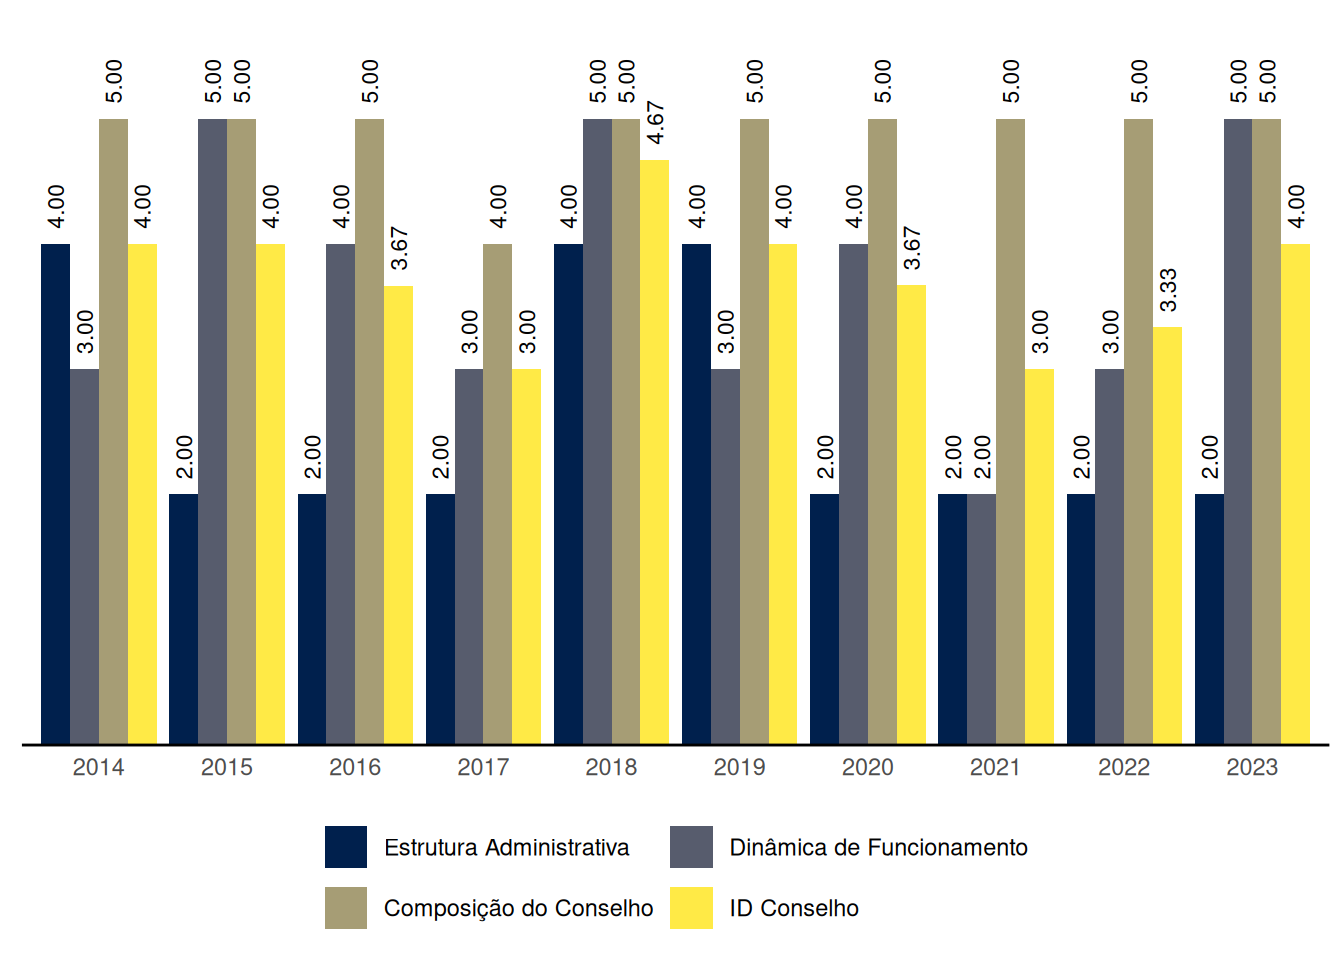 4.00 3.00 5.00 4.00 2.00 5.00 5.00 4.00 2.00 4.00 5.00 3.67 2.00 3.00 4.00 3.00 4.00 5.00 5.00 4.67 4.00 3.00 5.00 4.00 2.00 4.00 5.00 3.67 2.00 2.00 5.00 3.00 2.00 3.00 5.00 3.33 2.00 5.00 5.00 4.00
2014 2015 2016 2017 2018 2019 2020 2021 2022 2023
Estrutura Administrativa Dinâmica de Funcionamento
Composição do Conselho ID Conselho